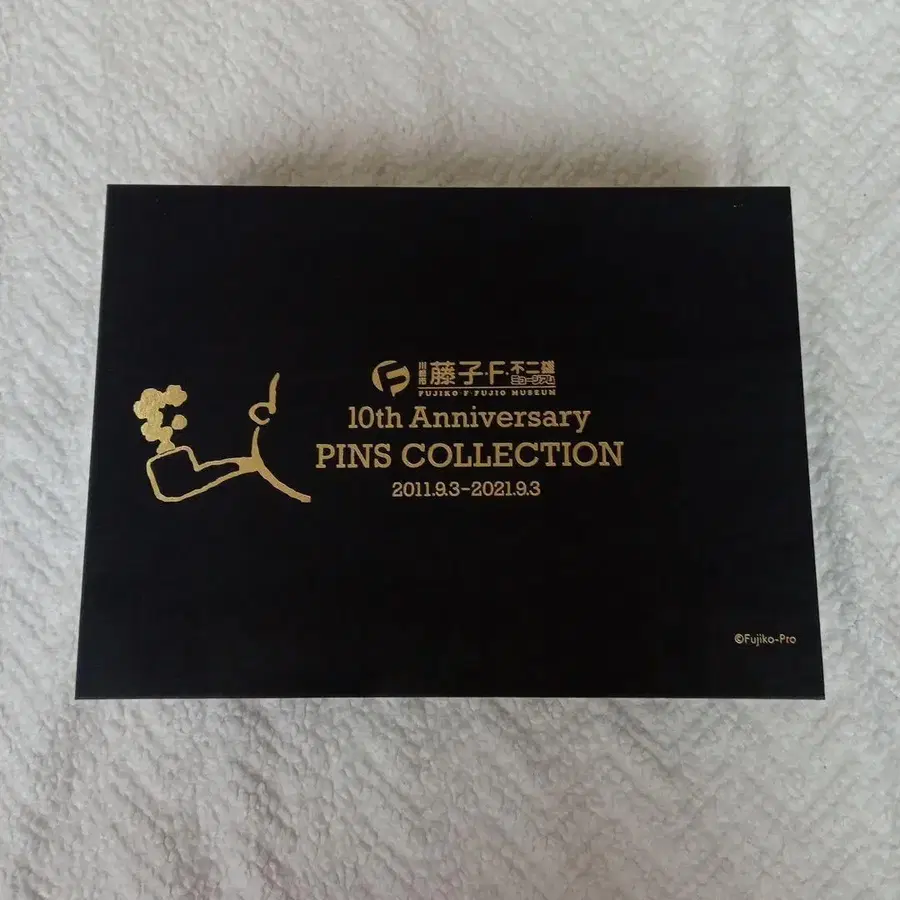 川崎市 藤子・F・不二雄ミュージアム
FUJIKO・F・FUJIO MUSEUM
10th Anniversary
PINS COLLECTION
2011.9.3-2021.9.3
©Fujiko-Pro